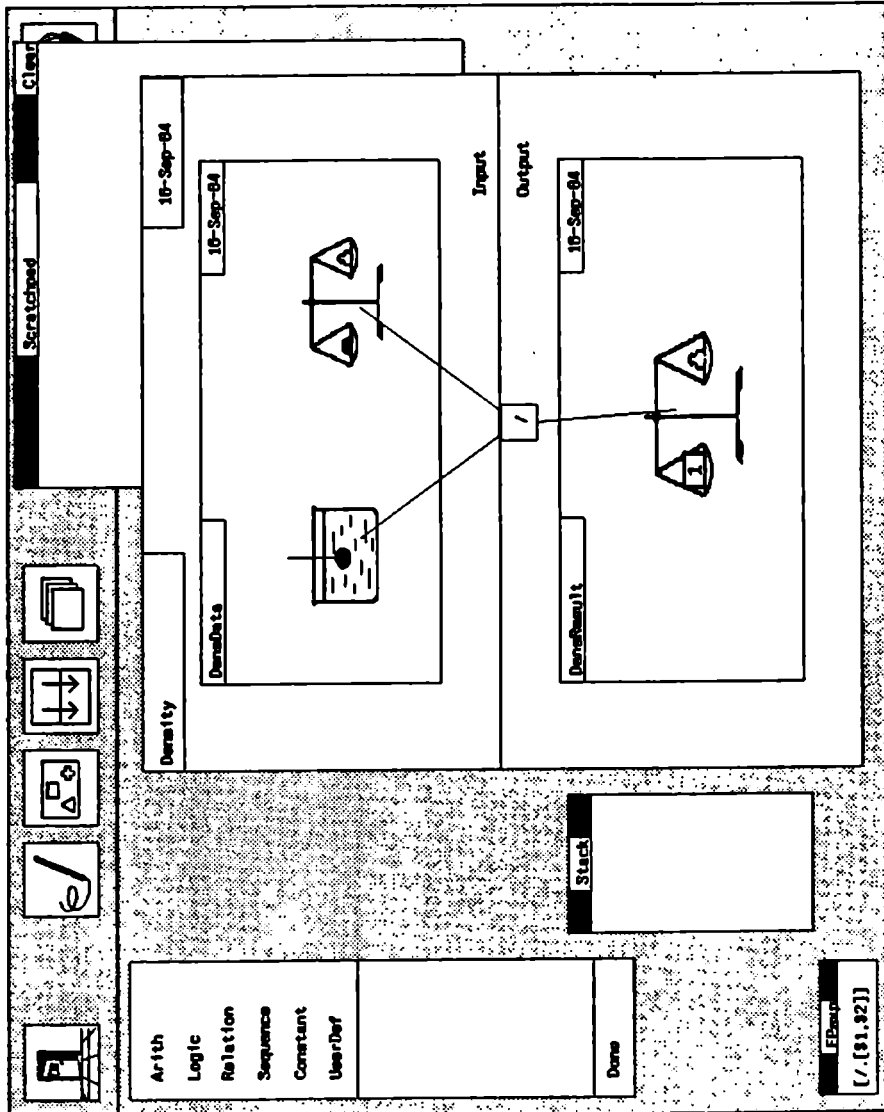 Scratchpad
Clear
Density
16-Sep-84
DensData
16-Sep-84
Input
/
Output
DensResult
16-Sep-84
1
Arith
Logic
Relation
Sequence
Constant
UserDef
Done
Stack
FPexp
[/.[$1,$2]]